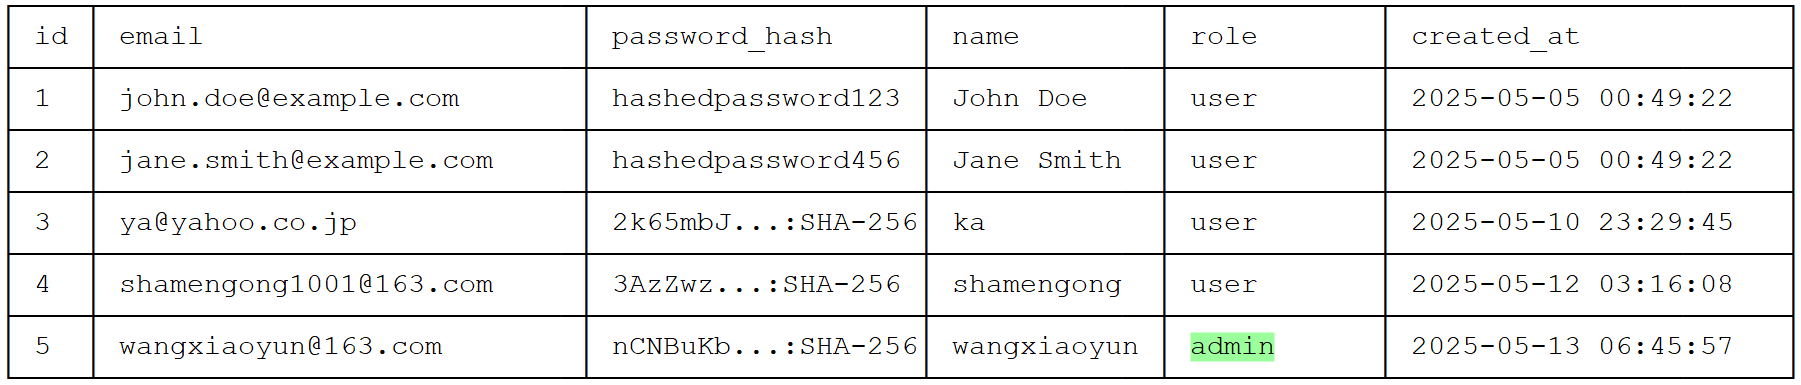 id email password_hash name role created_at
1 john.doe@example.com hashedpassword123 John Doe user 2025-05-05 00:49:22
2 jane.smith@example.com hashedpassword456 Jane Smith user 2025-05-05 00:49:22
3 ya@yahoo.co.jp 2k65mbJ...:SHA-256 ka user 2025-05-10 23:29:45
4 shamengong1001@163.com 3AzZwz...:SHA-256 shamengong user 2025-05-12 03:16:08
5 wangxiaoyun@163.com nCNBuKb...:SHA-256 wangxiaoyun admin 2025-05-13 06:45:57